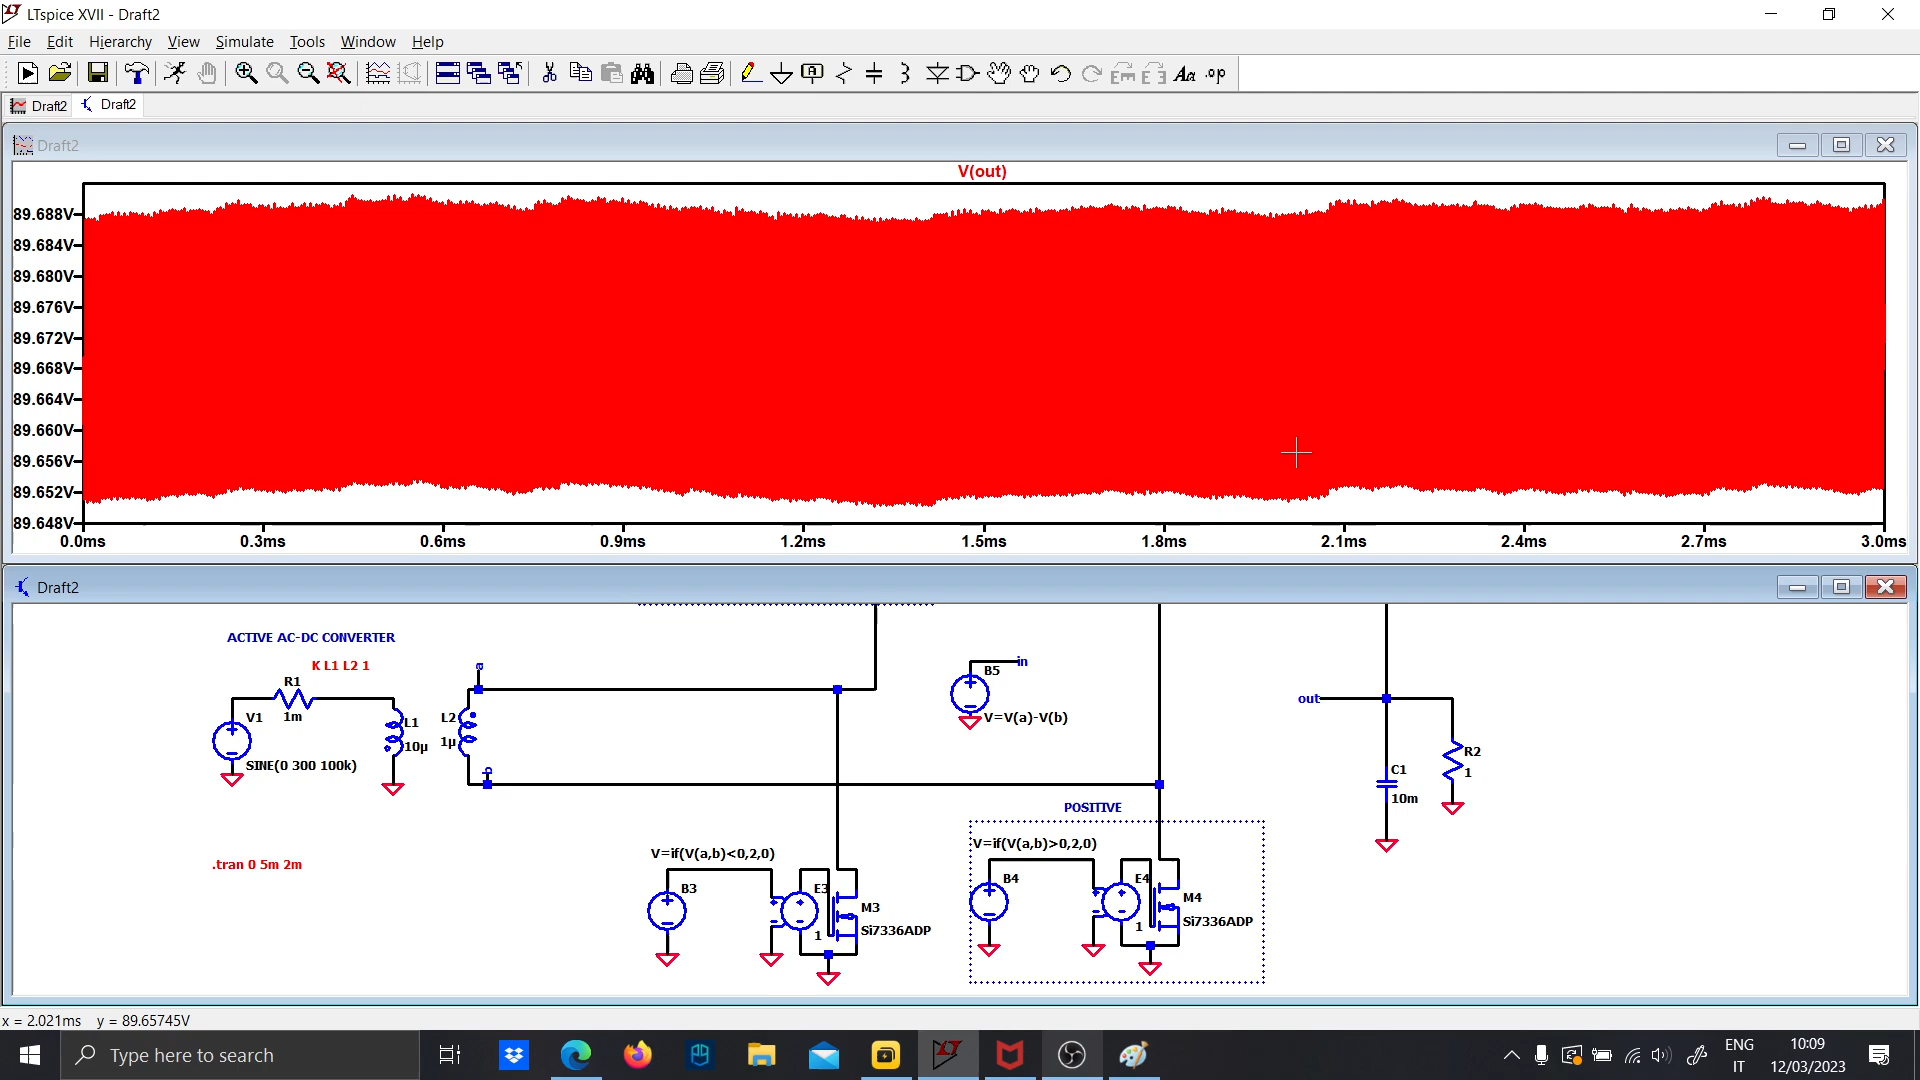 LTspice XVII - Draft2
File Edit Hierarchy View Simulate Tools Window Help
Draft2 Draft2
Draft2
V(out)
89.688V
89.684V
89.680V
89.676V
89.672V
89.668V
89.664V
89.660V
89.656V
89.652V
89.648V
0.0ms 0.3ms 0.6ms 0.9ms 1.2ms 1.5ms 1.8ms 2.1ms 2.4ms 2.7ms 3.0ms
Draft2
ACTIVE AC-DC CONVERTER
K L1 L2 1
R1
1m
V1
SINE(0 300 100k)
L1
10µ
L2
1µ
a
b
B5
in
V=V(a)-V(b)
out
C1
10m
R2
1
.tran 0 5m 2m
V=if(V(a,b)<0,2,0)
B3
E3
1
M3
Si7336ADP
POSITIVE
V=if(V(a,b)>0,2,0)
B4
E4
1
M4
Si7336ADP
x = 2.021ms y = 89.65745V
Type here to search
ENG
IT
10:09
12/03/2023